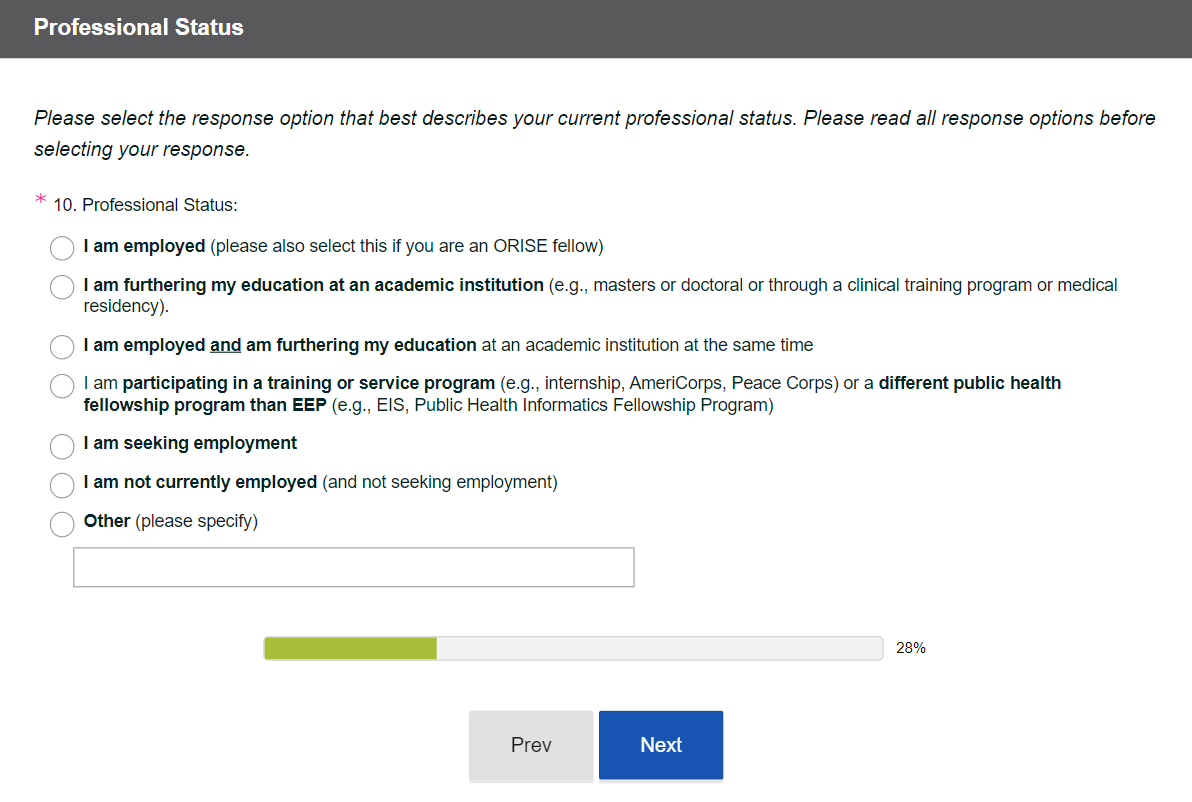 Professional Status
Please select the response option that best describes your current professional status. Please read all response options before
selecting your response.
* 10. Professional Status:
I am employed (please also select this if you are an ORISE fellow)
I am furthering my education at an academic institution (e.g., masters or doctoral or through a clinical training program or medical
residency).
I am employed and am furthering my education at an academic institution at the same time
I am participating in a training or service program (e.g., internship, AmeriCorps, Peace Corps) or a different public health
fellowship program than EEP (e.g., EIS, Public Health Informatics Fellowship Program)
I am seeking employment
I am not currently employed (and not seeking employment)
Other (please specify)
28%
Prev Next